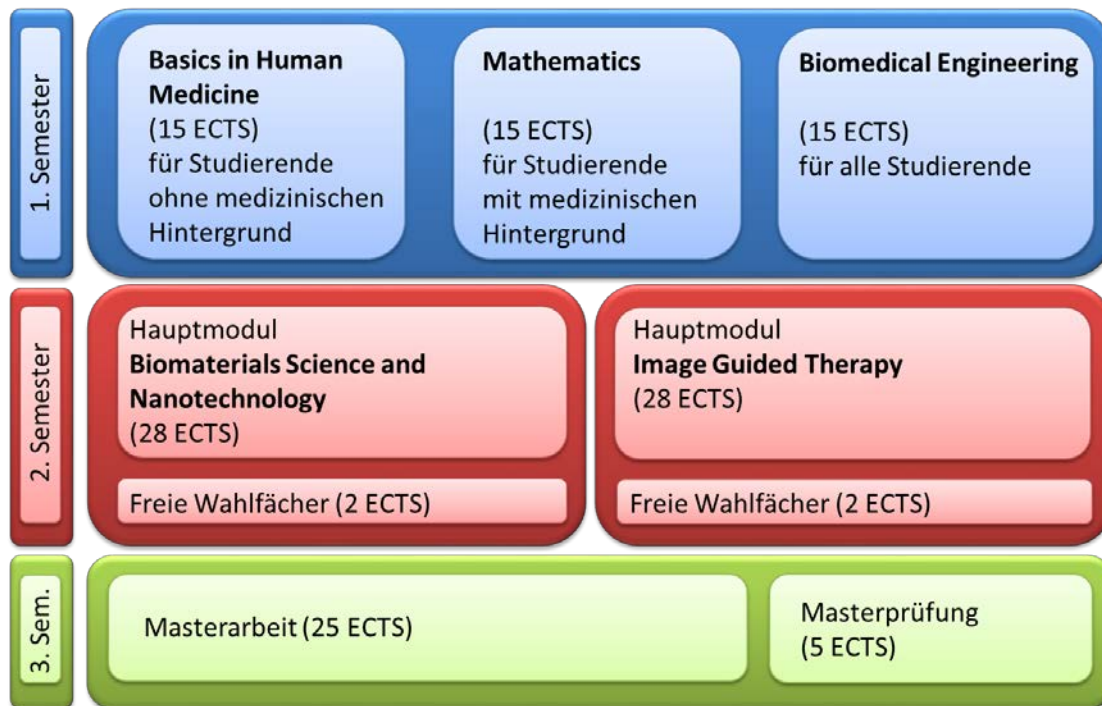 1. Semester
Basics in Human
Medicine
(15 ECTS)
für Studierende
ohne medizinischen
Hintergrund
Mathematics
(15 ECTS)
für Studierende
mit medizinischen
Hintergrund
Biomedical Engineering
(15 ECTS)
für alle Studierende
2. Semester
Hauptmodul
Biomaterials Science and
Nanotechnology
(28 ECTS)
Freie Wahlfächer (2 ECTS)
Hauptmodul
Image Guided Therapy
(28 ECTS)
Freie Wahlfächer (2 ECTS)
3. Sem.
Masterarbeit (25 ECTS)
Masterprüfung
(5 ECTS)